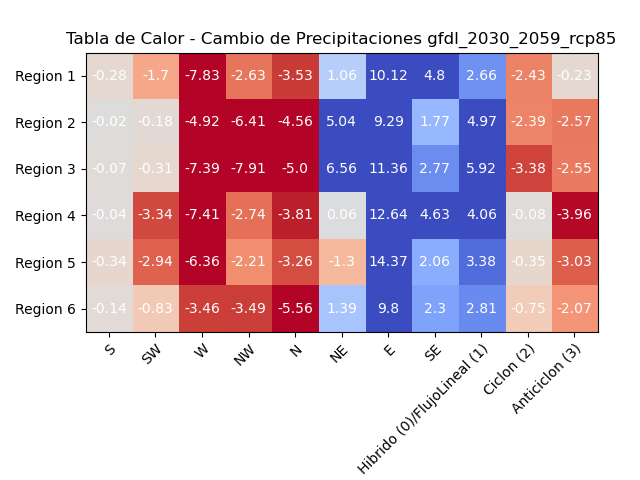 Tabla de Calor - Cambio de Precipitaciones gfdl_2030_2059_rcp85
Region 1 -0.28 -1.7 -7.83 -2.63 -3.53 1.06 10.12 4.8 2.66 -2.43 -0.23
Region 2 -0.02 -0.18 -4.92 -6.41 -4.56 5.04 9.29 1.77 4.97 -2.39 -2.57
Region 3 -0.07 -0.31 -7.39 -7.91 -5.0 6.56 11.36 2.77 5.92 -3.38 -2.55
Region 4 -0.04 -3.34 -7.41 -2.74 -3.81 0.06 12.64 4.63 4.06 -0.08 -3.96
Region 5 -0.34 -2.94 -6.36 -2.21 -3.26 -1.3 14.37 2.06 3.38 -0.35 -3.03
Region 6 -0.14 -0.83 -3.46 -3.49 -5.56 1.39 9.8 2.3 2.81 -0.75 -2.07
S SW W NW N NE E SE Hibrido (0)/FlujoLineal (1) Ciclon (2) Anticiclon (3)